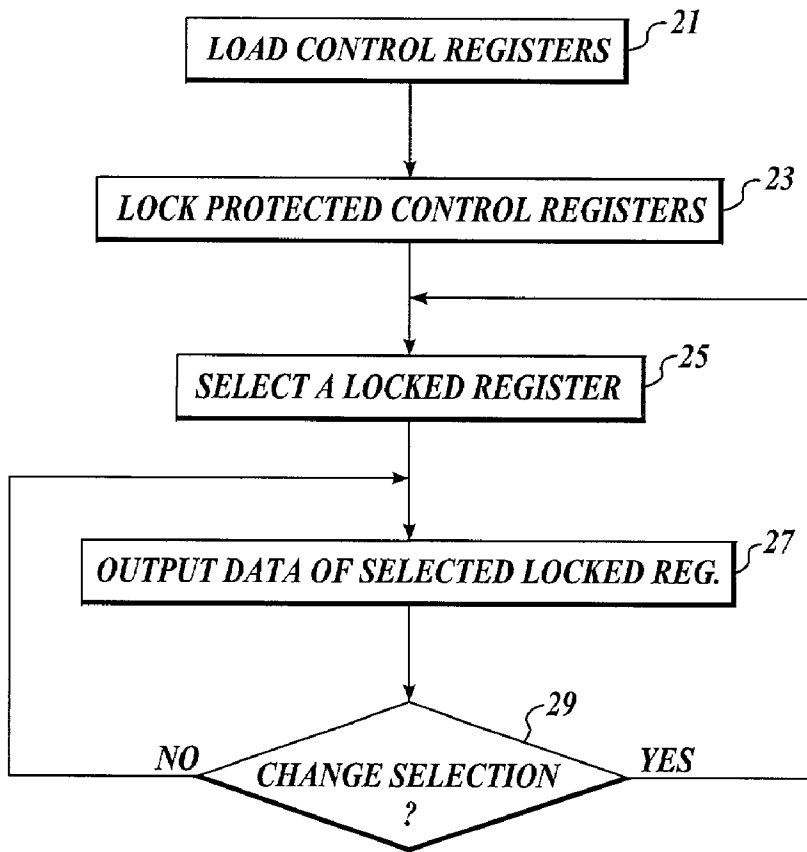 LOAD CONTROL REGISTERS
21
LOCK PROTECTED CONTROL REGISTERS
23
SELECT A LOCKED REGISTER
25
OUTPUT DATA OF SELECTED LOCKED REG.
27
29
NO
CHANGE SELECTION
?
YES